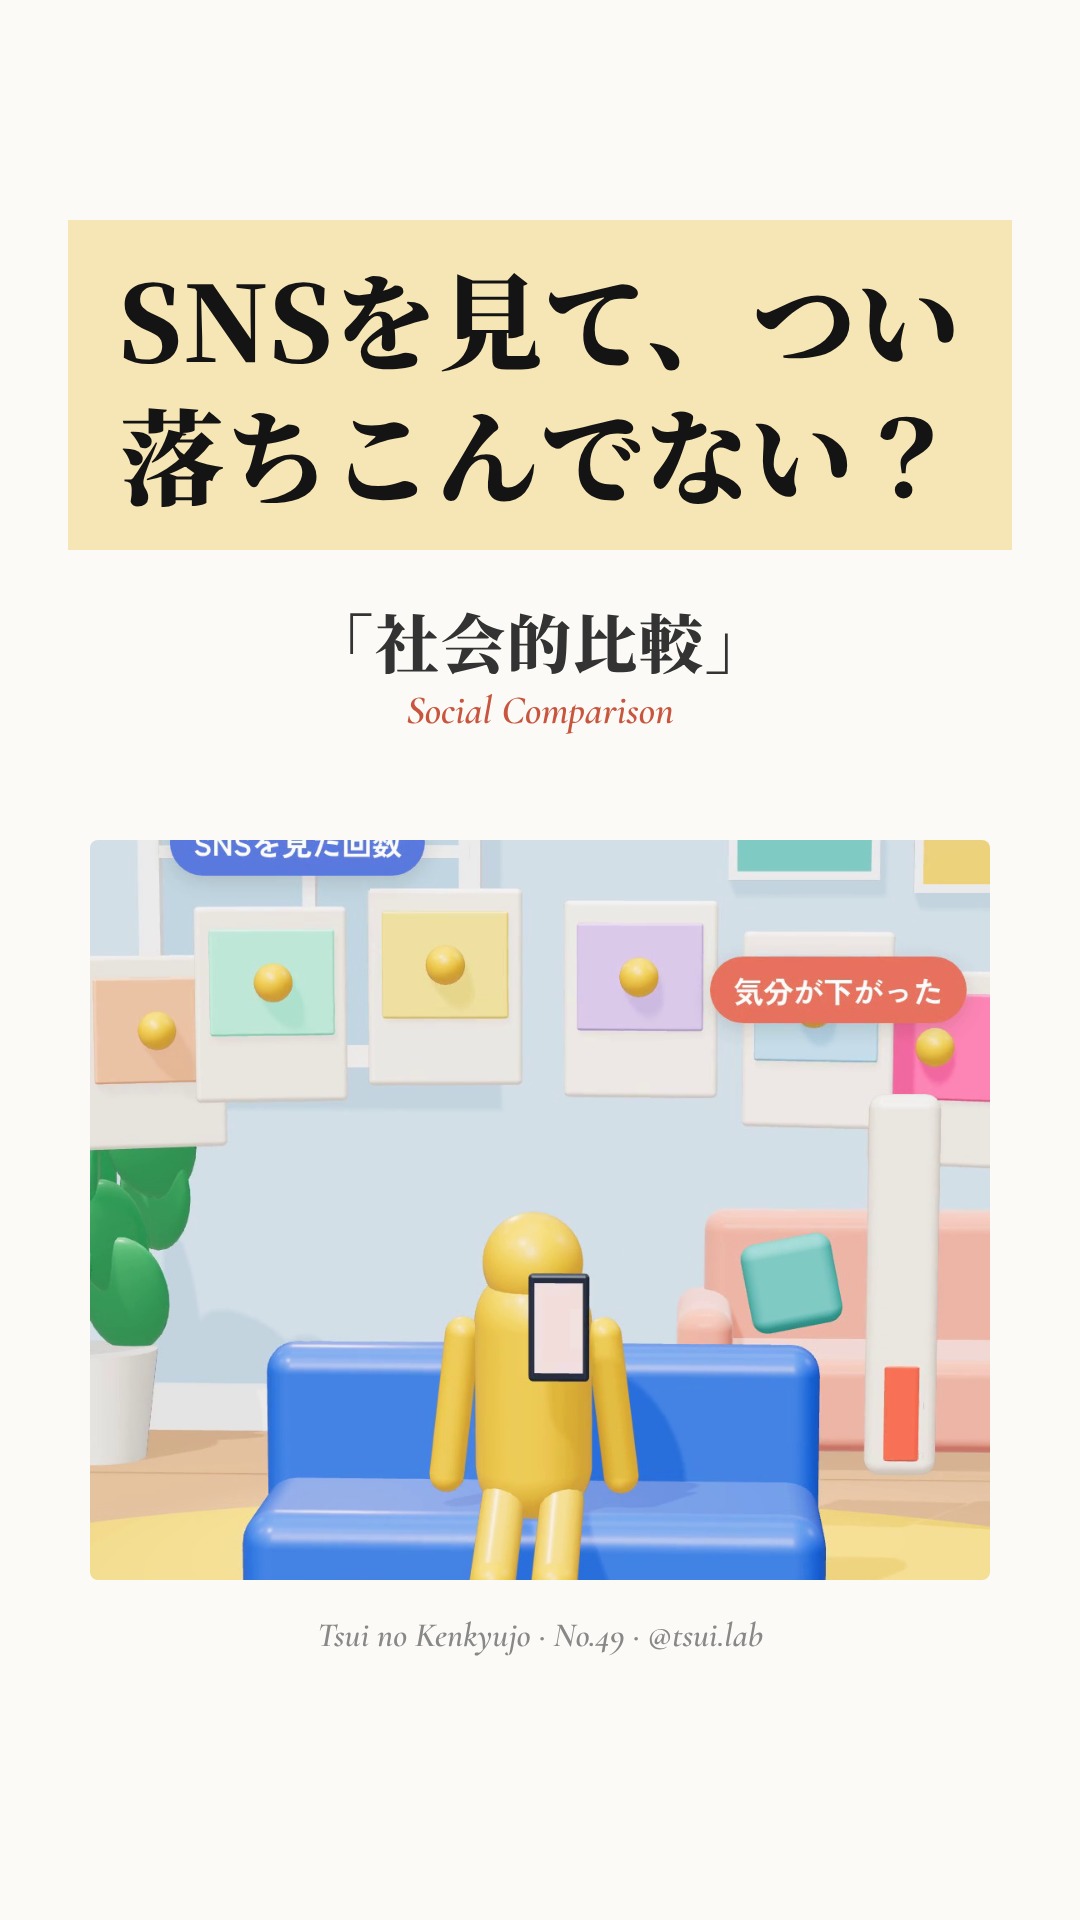 SNSを見て、つい
落ちこんでない？
「社会的比較」
Social Comparison
SNSを見た回数
気分が下がった
Tsui no Kenkyujo · No.49 · @tsui.lab